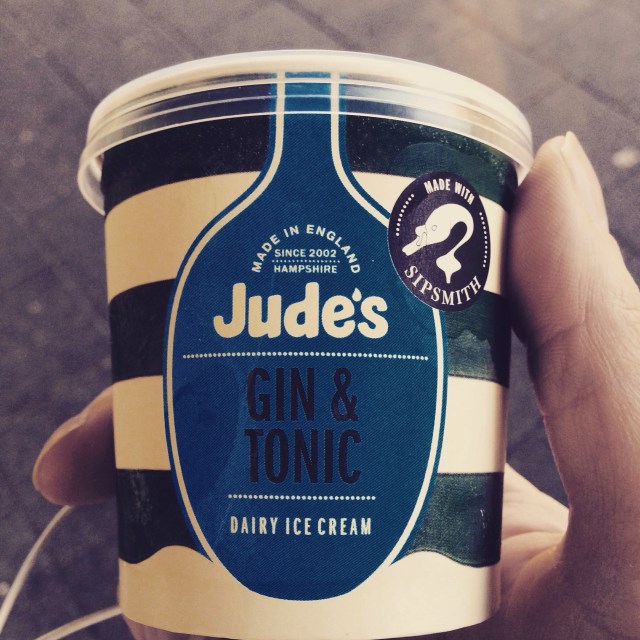 MADE IN ENGLAND
SINCE 2002
HAMPSHIRE
Jude's
GIN &
TONIC
DAIRY ICE CREAM
MADE WITH
SIPSMITH